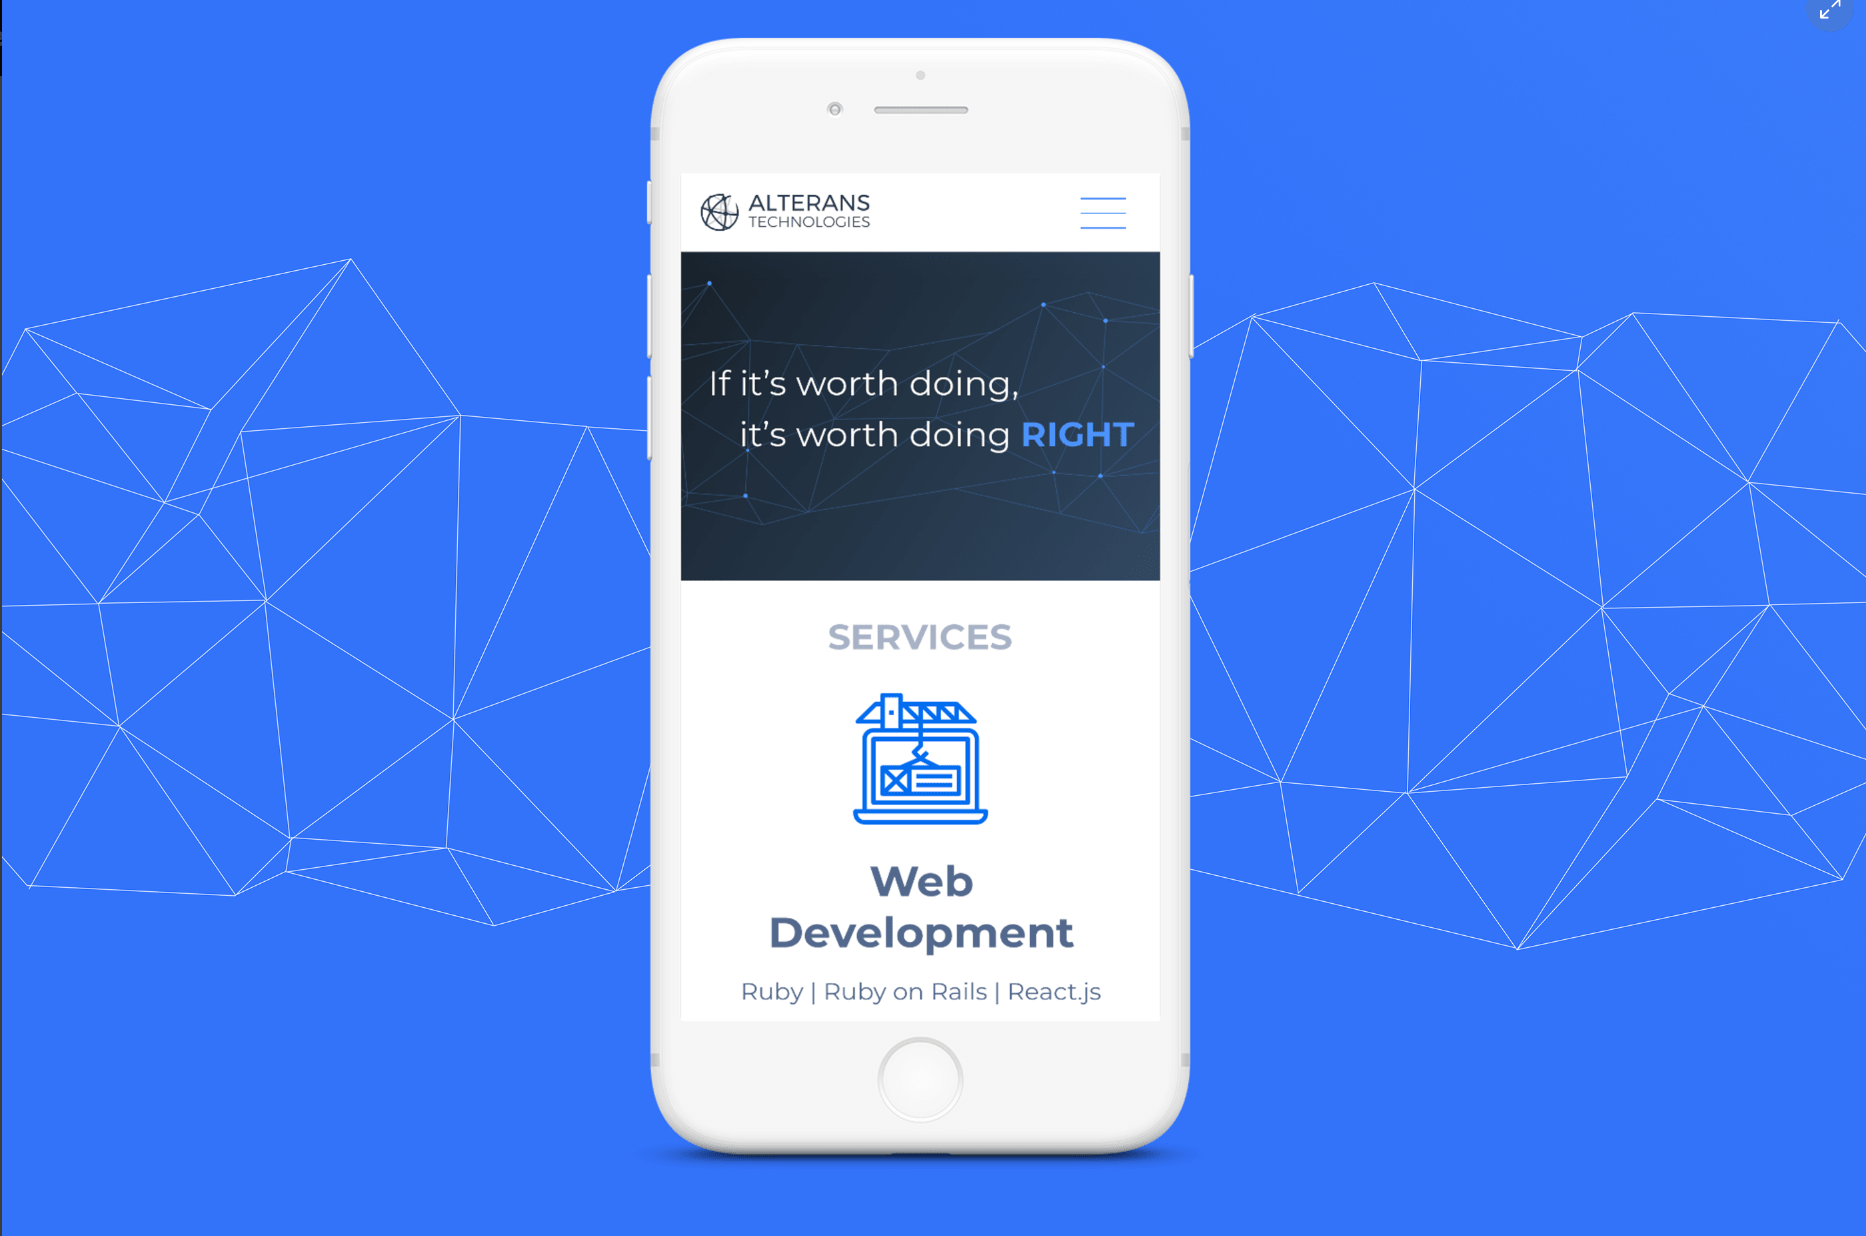 ALTERANS
TECHNOLOGIES
If it’s worth doing,
it’s worth doing RIGHT
SERVICES
Web
Development
Ruby | Ruby on Rails | React.js